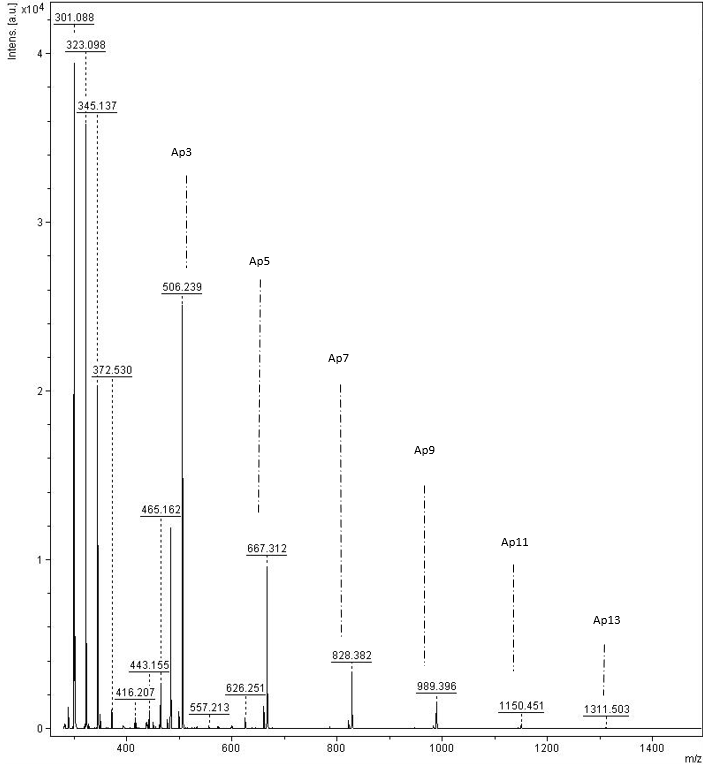 Intens. [a.u.]
x10⁴
301.088
323.098
4
345.137
Ap3
3
Ap5
506.239
Ap7
372.530
2
Ap9
465.162
Ap11
1
667.312
Ap13
443.155
828.382
416.207
626.251
989.396
557.213
1150.451
1311.503
0
400
600
800
1000
1200
1400
m/z